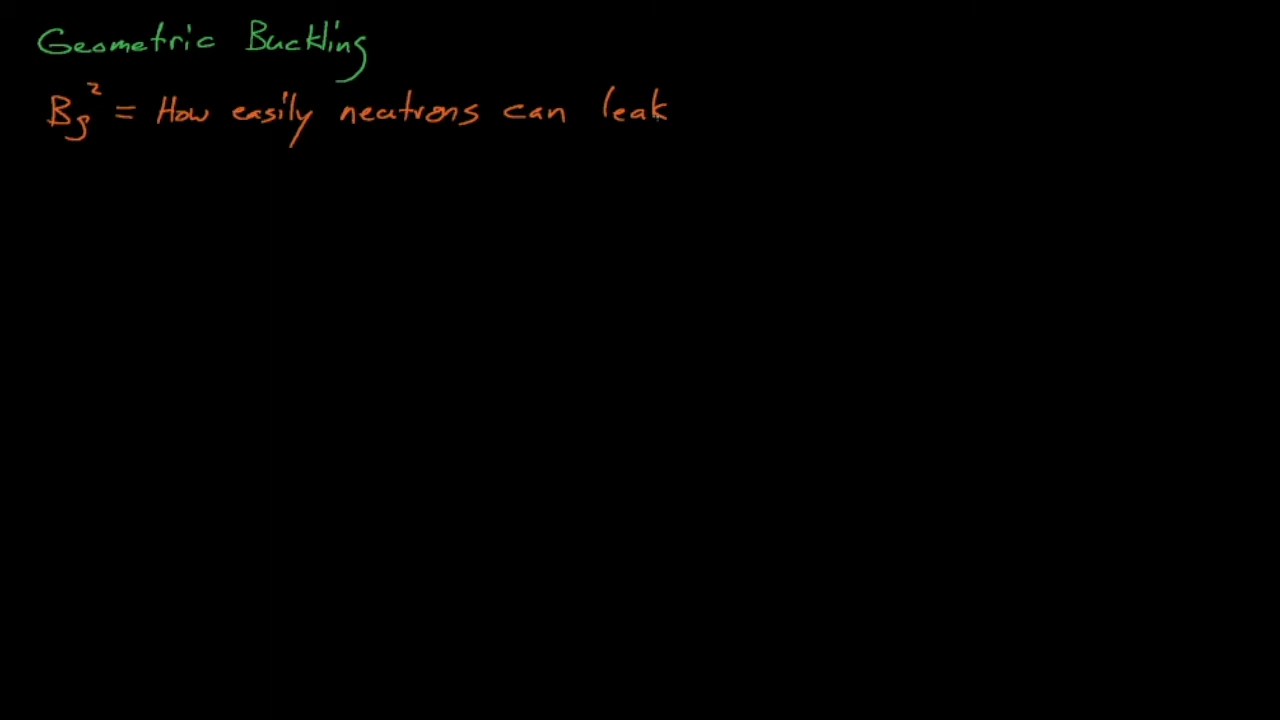 Geometric Buckling
Bg² = How easily neutrons can leak